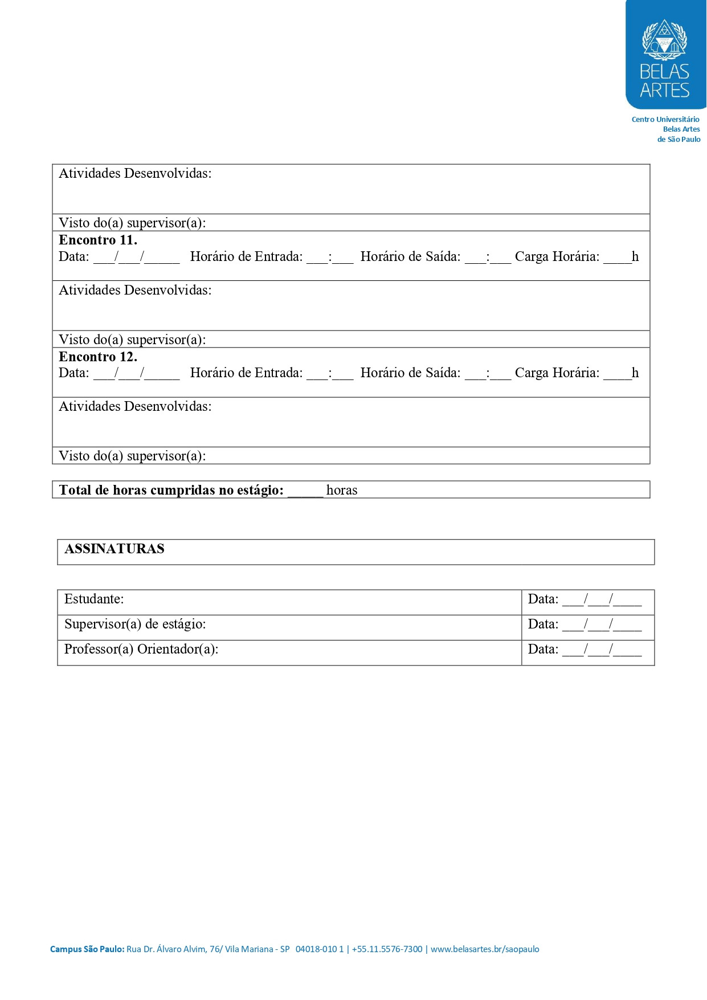 BELAS
ARTES
Centro Universitário
Belas Artes
de São Paulo
Atividades Desenvolvidas:
Visto do(a) supervisor(a):
Encontro 11.
Data: ___/___/_____ Horário de Entrada: ___:___ Horário de Saída: ___:___ Carga Horária: ____h
Atividades Desenvolvidas:
Visto do(a) supervisor(a):
Encontro 12.
Data: ___/___/_____ Horário de Entrada: ___:___ Horário de Saída: ___:___ Carga Horária: ____h
Atividades Desenvolvidas:
Visto do(a) supervisor(a):
Total de horas cumpridas no estágio: _____ horas
ASSINATURAS
Estudante: Data: ___/___/____
Supervisor(a) de estágio: Data: ___/___/____
Professor(a) Orientador(a): Data: ___/___/____
Campus São Paulo: Rua Dr. Álvaro Alvim, 76/ Vila Mariana - SP 04018-010 1 | +55.11.5576-7300 | www.belasartes.br/saopaulo